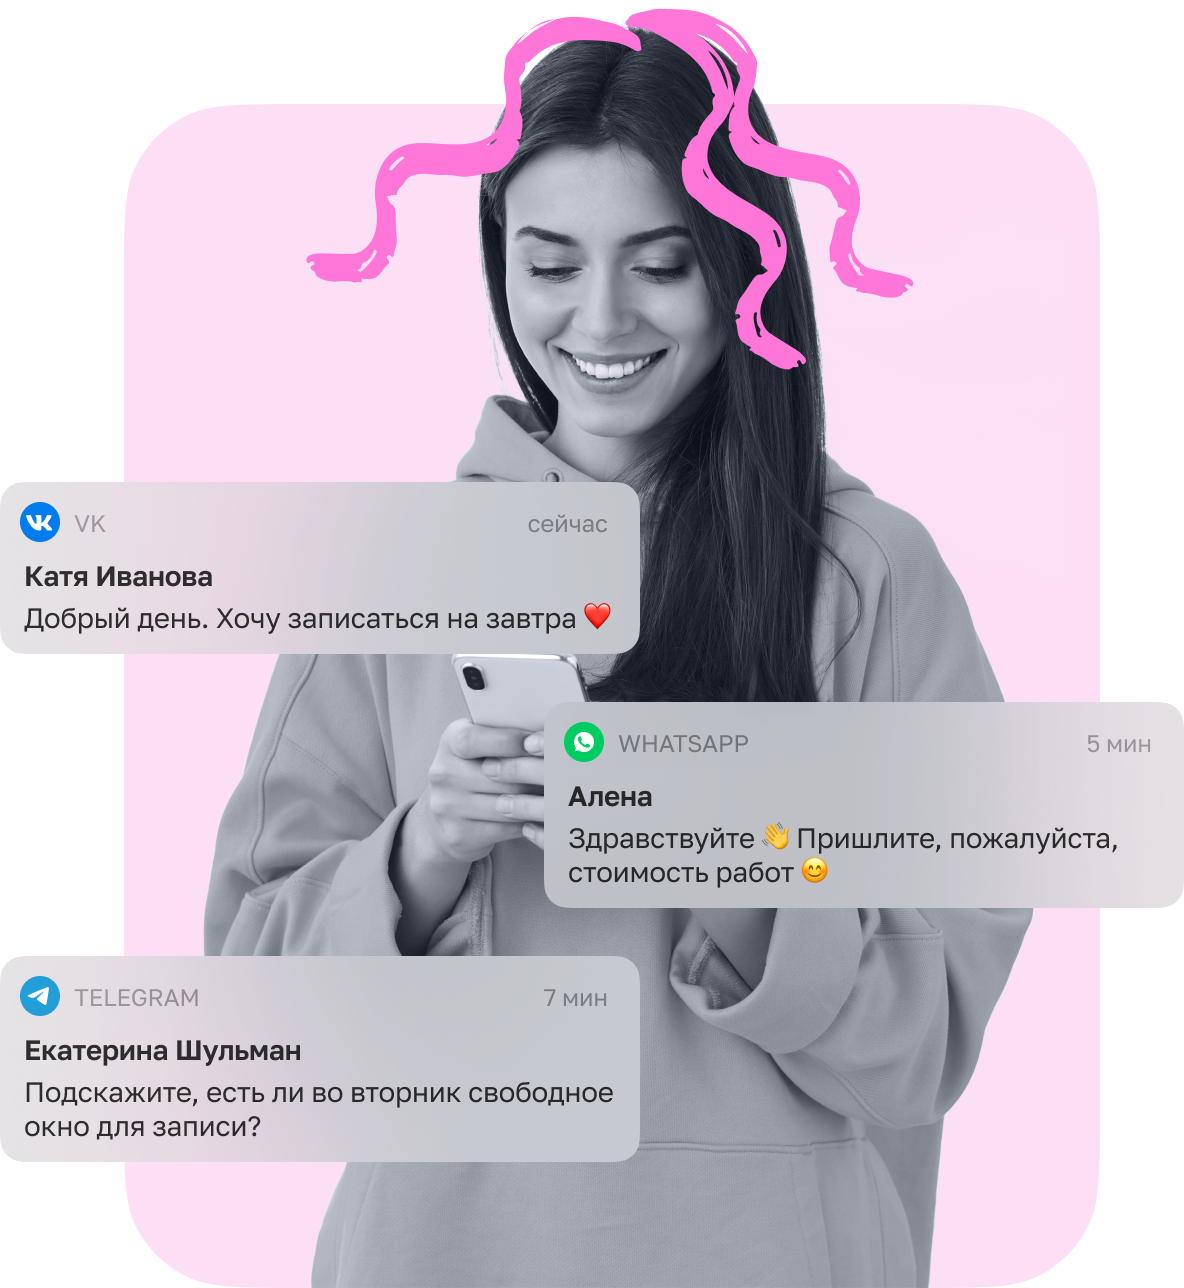 VK
сейчас
Катя Иванова
Добрый день. Хочу записаться на завтра ❤️
WHATSAPP
5 мин
Алена
Здравствуйте 👋 Пришлите, пожалуйста,
стоимость работ 😊
TELEGRAM
7 мин
Екатерина Шульман
Подскажите, есть ли во вторник свободное
окно для записи?